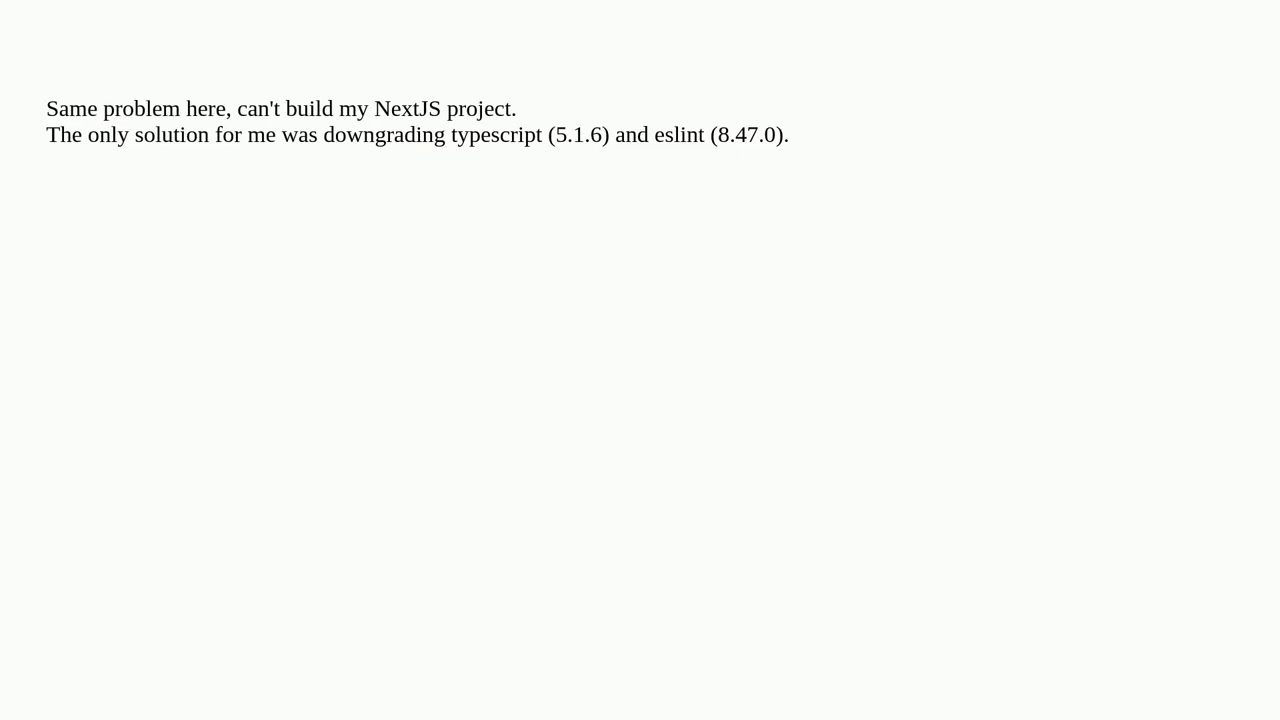 Same problem here, can't build my NextJS project.
The only solution for me was downgrading typescript (5.1.6) and eslint (8.47.0).